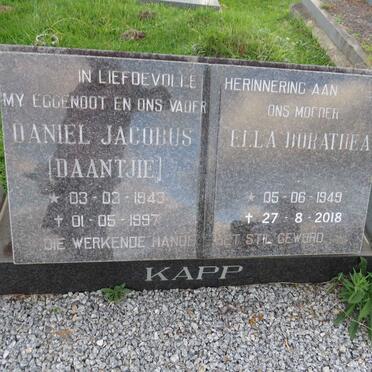 IN LIEFDEVOLLE HERINNERING AAN
MY EGGENOOT EN ONS VADER
DANIEL JACOBUS
[DAANTJIE]
★ 03-03-1943
✝ 01-05-1997
DIE WERKENDE HANDE
ONS MOEDER
ELLA DORATHEA
★ 05-06-1949
✝ 27-8-2018
HET STIL GEWORD
KAPP